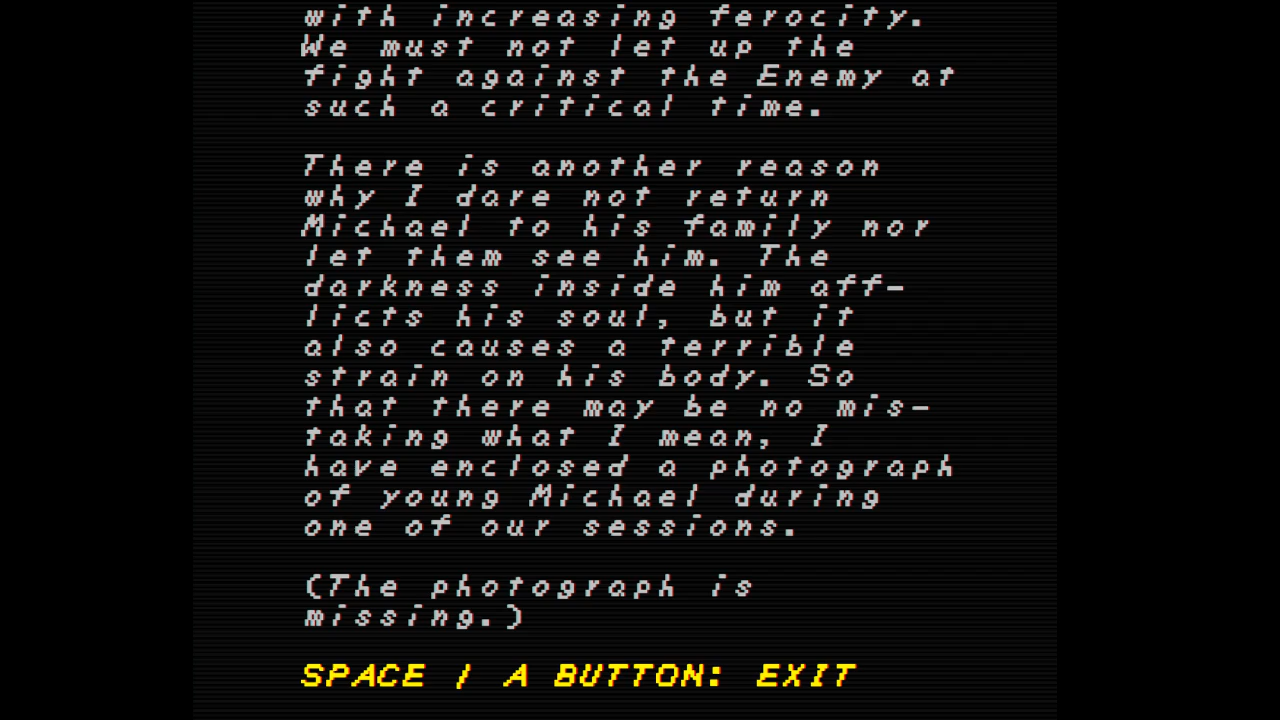 with increasing ferocity.
We must not let up the
fight against the Enemy at
such a critical time.
There is another reason
why I dare not return
Michael to his family nor
let them see him. The
darkness inside him aff-
licts his soul, but it
also causes a terrible
strain on his body. So
that there may be no mis-
taking what I mean, I
have enclosed a photograph
of young Michael during
one of our sessions.
(The photograph is
missing.)
SPACE / A BUTTON: EXIT